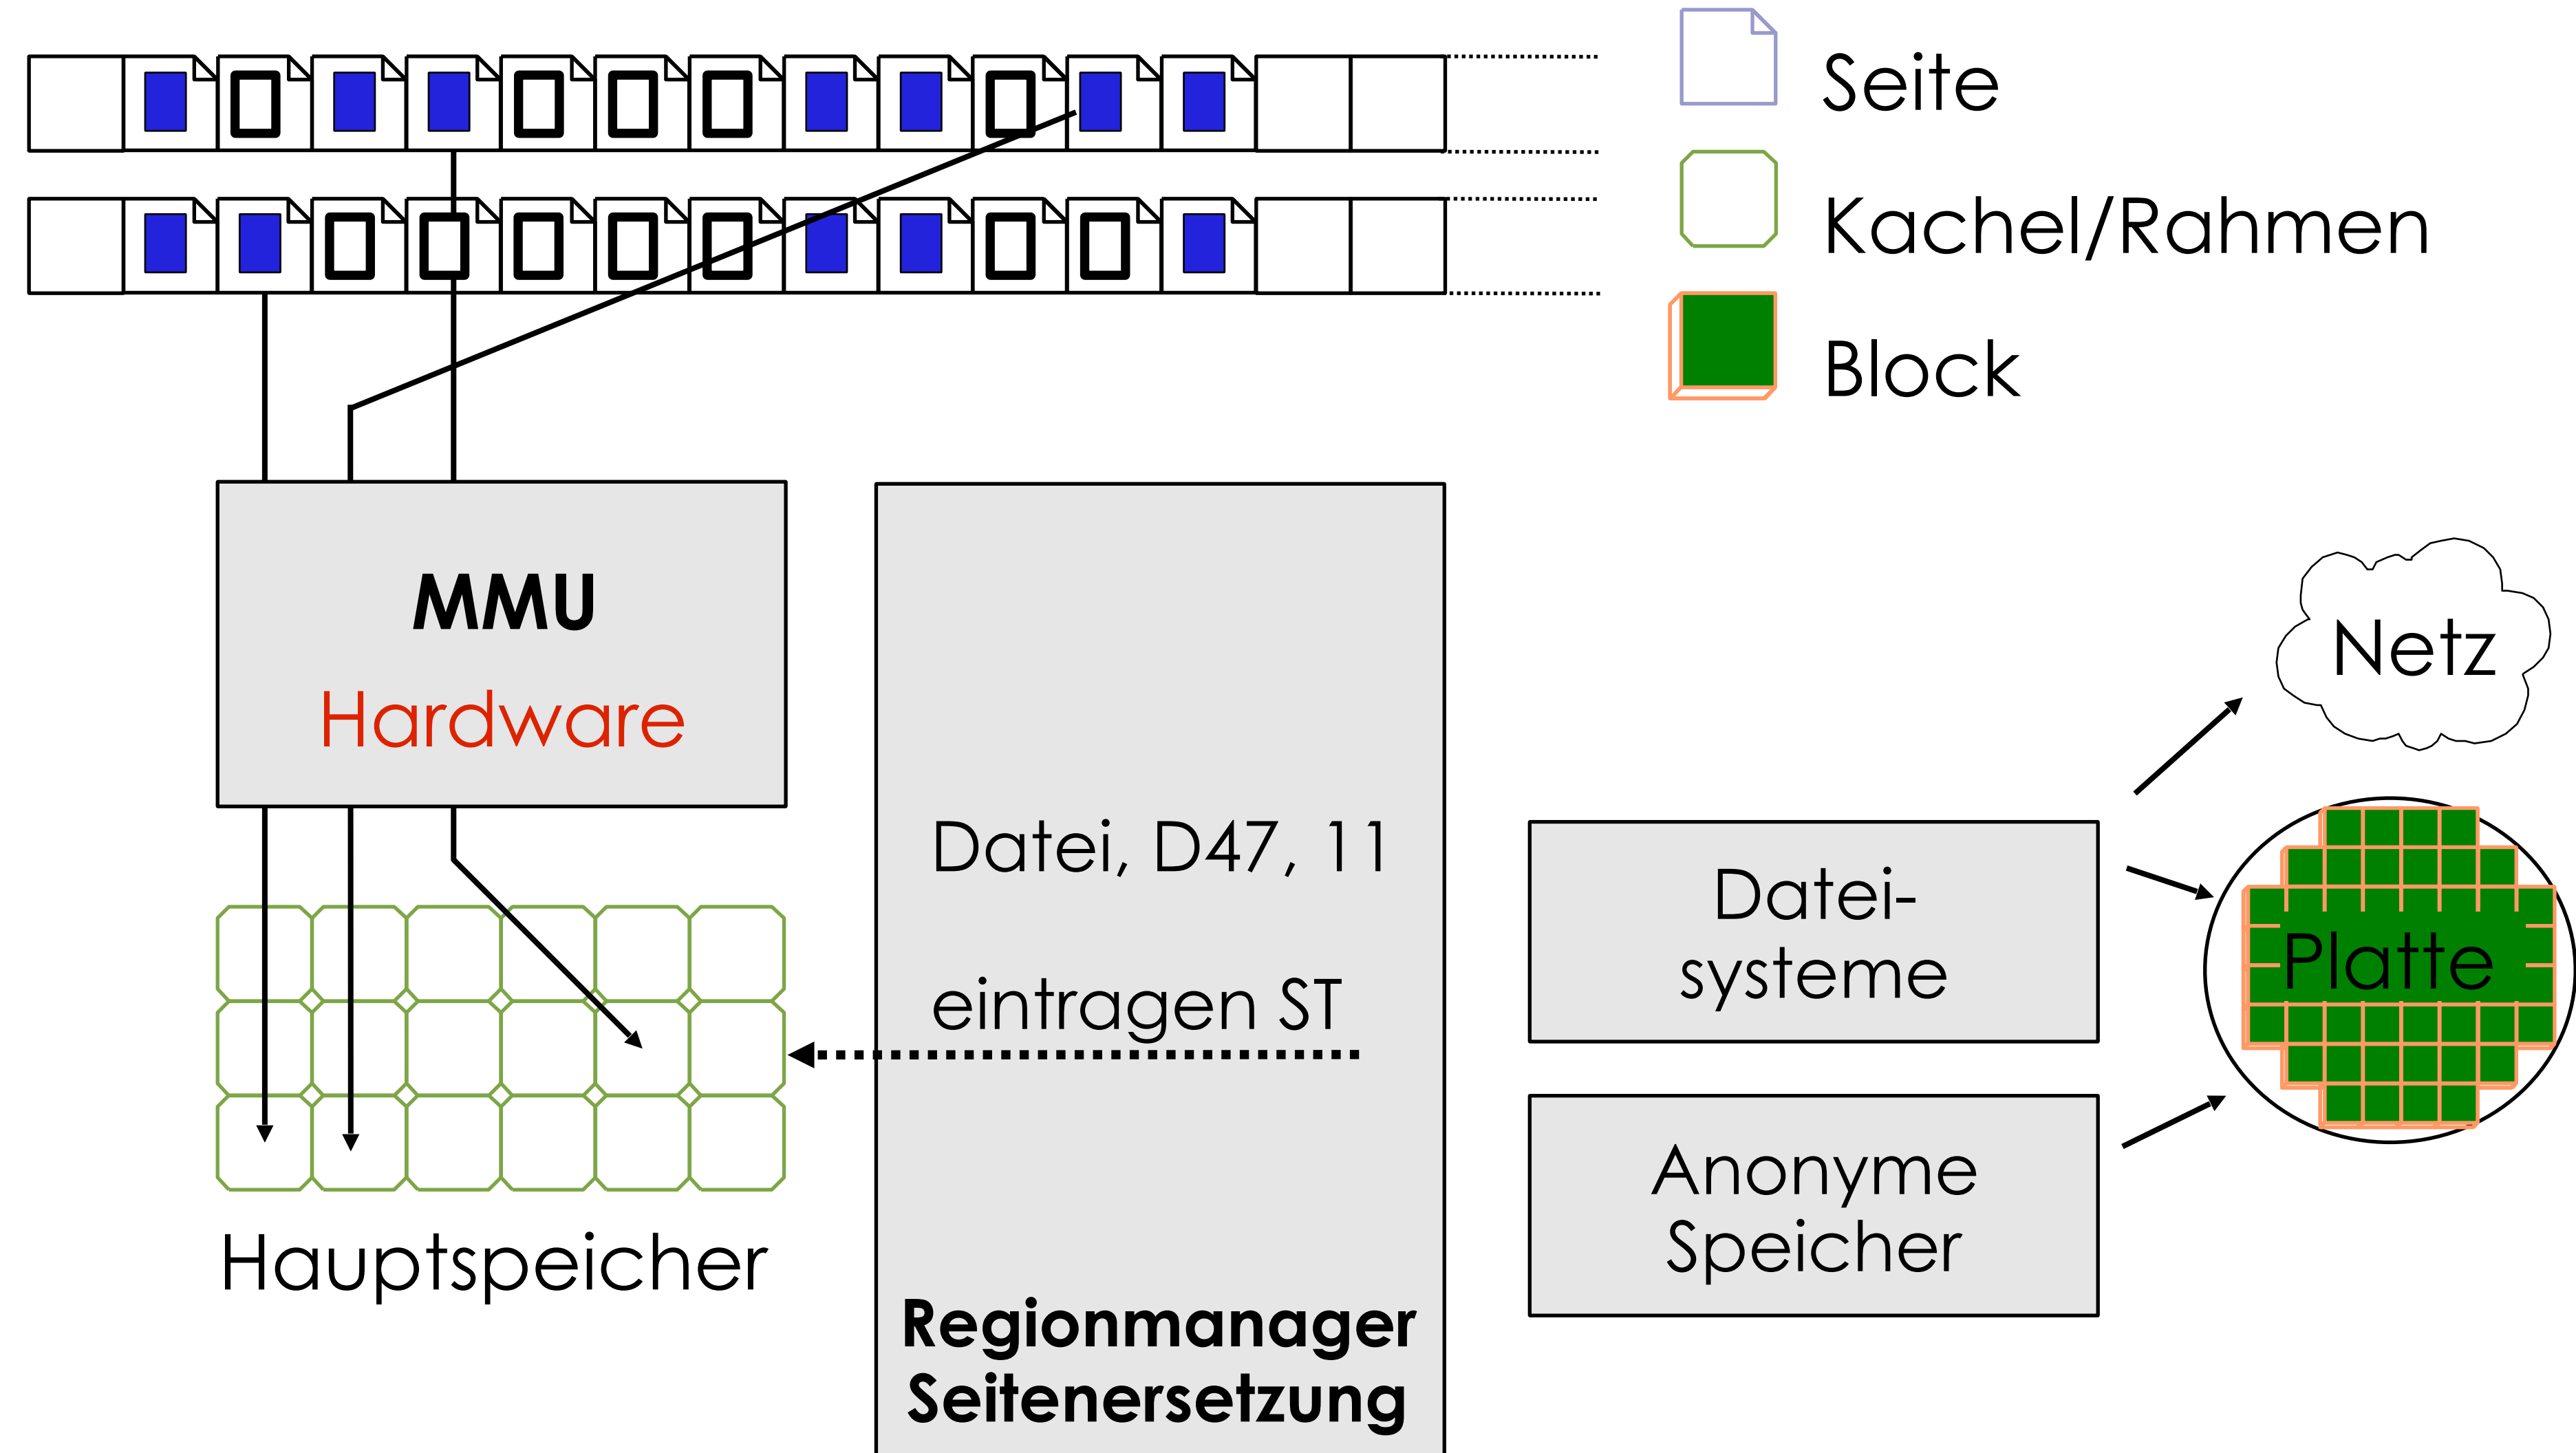 Seite
Kachel/Rahmen
Block
MMU
Hardware
Netz
Datei, D47, 11
Datei-
systeme
Platte
eintragen ST
Anonyme
Speicher
Hauptspeicher
Regionmanager
Seitenersetzung